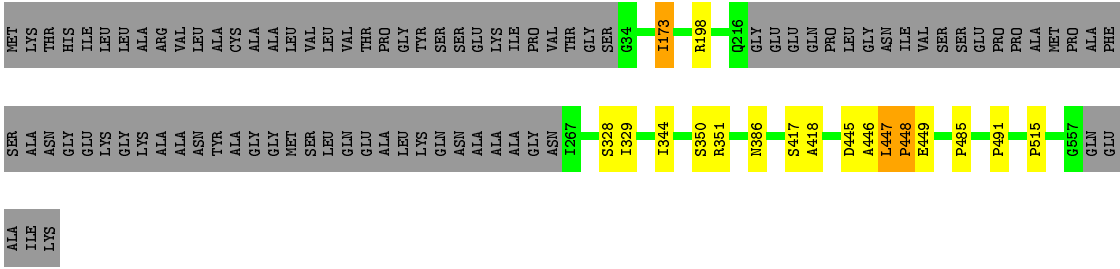 MET LYS THR HIS ILE LEU LEU ALA ARG VAL LEU ALA CYS ALA ALA LEU VAL LEU VAL THR PRO GLY TYR SER SER GLU LYS ILE PRO VAL THR GLY SER G34 I173 R198 Q216 GLY GLU GLU GLN PRO PRO LEU GLY ASN ILE VAL SER SER GLU PRO PRO ALA MET PRO ALA PHE
SER ALA ASN GLY GLU LYS GLY LYS ALA ALA ASN TYR ALA GLY GLY MET SER LEU GLN GLU ALA LEU LYS GLN ASN ALA ALA ALA GLY ASN I267 S328 I329 I344 S350 R351 N386 S417 A418 D445 A446 L447 P448 E449 P485 P491 P515 G557 GLN GLU
ALA ILE LYS